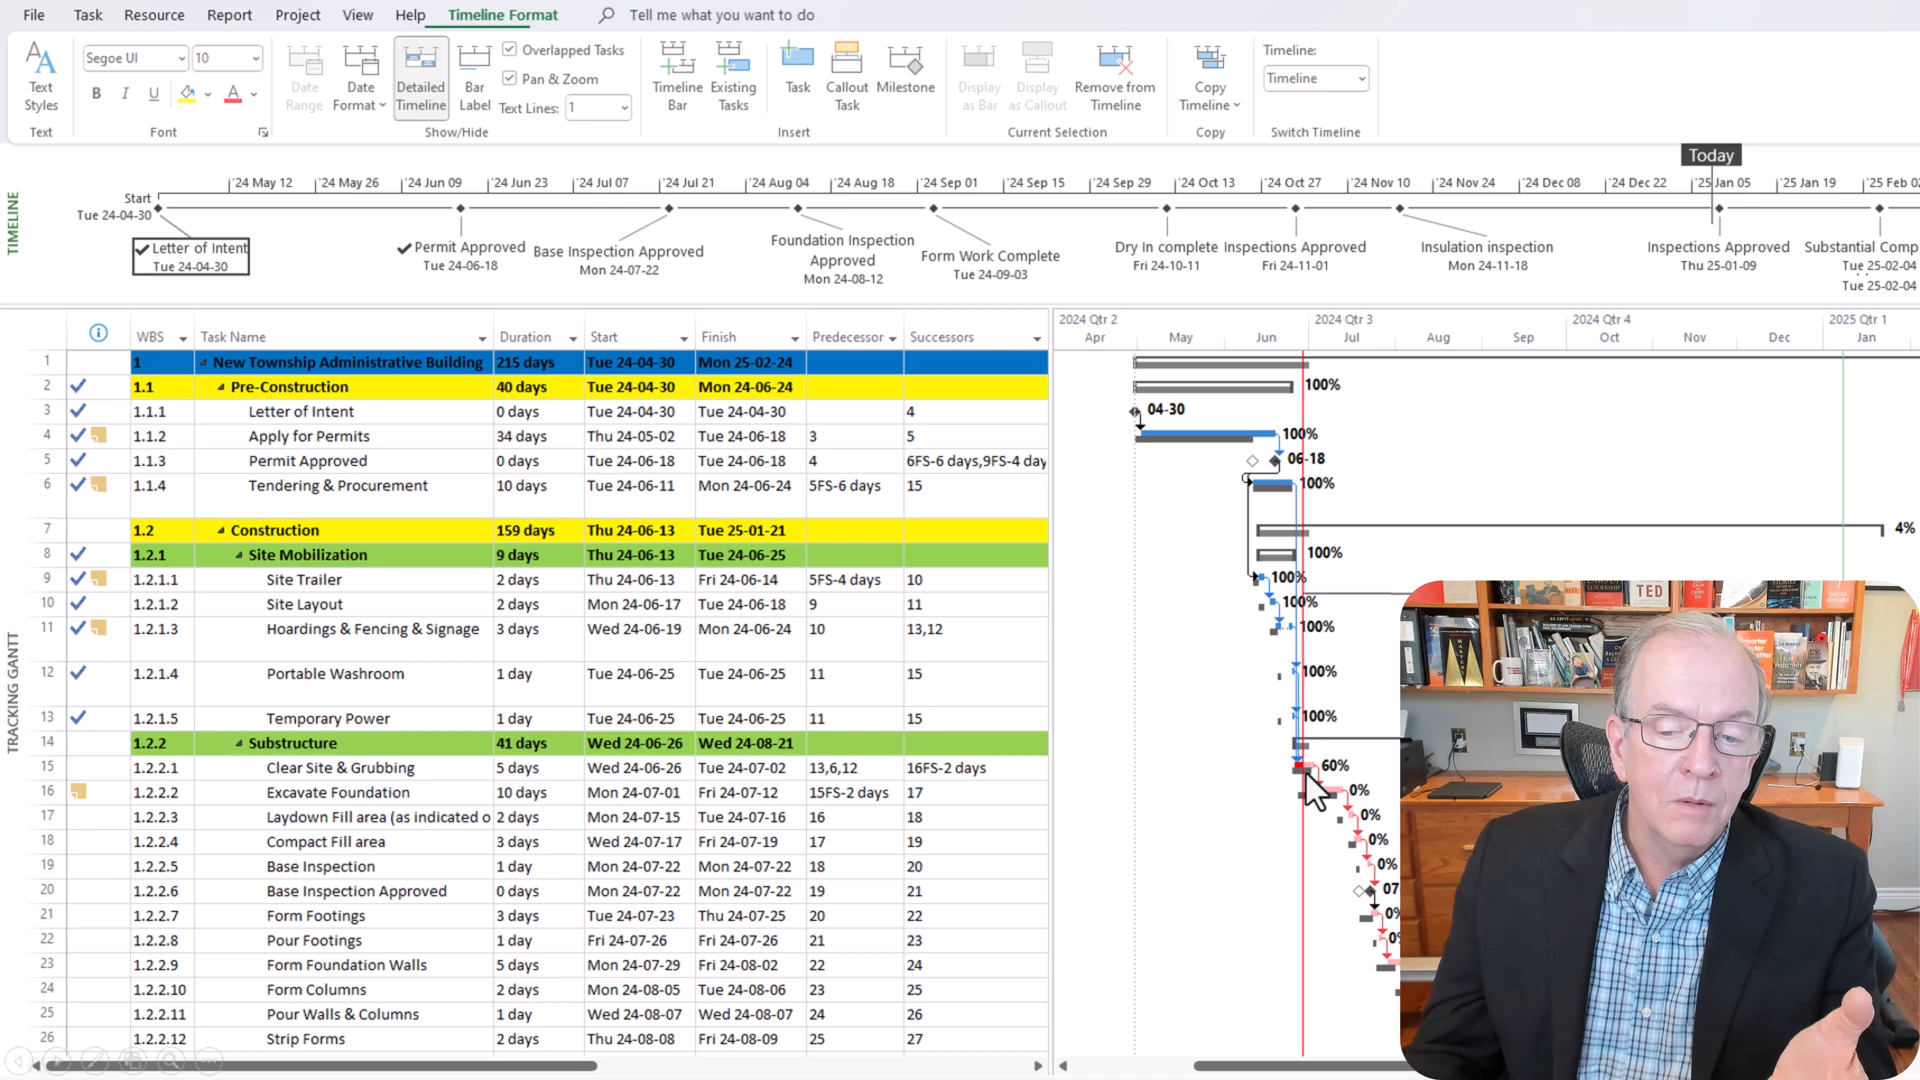 File Task Resource Report Project View Help Timeline Format Tell me what you want to do
Text Styles
Text
Segoe UI 10
B I U A
Font
Date Range
Date Format
Detailed Timeline
Bar Label
Overlapped Tasks
Pan & Zoom
Text Lines: 1
Show/Hide
Timeline Bar
Existing Tasks
Task
Callout Task
Milestone
Insert
Display as Bar
Display as Callout
Remove from Timeline
Current Selection
Copy Timeline
Copy
Timeline:
Timeline
Switch Timeline
TIMELINE
Today
'24 May 12 '24 May 26 '24 Jun 09 '24 Jun 23 '24 Jul 07 '24 Jul 21 '24 Aug 04 '24 Aug 18 '24 Sep 01 '24 Sep 15 '24 Sep 29 '24 Oct 13 '24 Oct 27 '24 Nov 10 '24 Nov 24 '24 Dec 08 '24 Dec 22 '25 Jan 05 '25 Jan 19 '25 Feb 02
Start
Tue 24-04-30
Letter of Intent
Tue 24-04-30
Permit Approved
Tue 24-06-18
Base Inspection Approved
Mon 24-07-22
Foundation Inspection
Approved
Mon 24-08-12
Form Work Complete
Tue 24-09-03
Dry In complete
Fri 24-10-11
Inspections Approved
Fri 24-11-01
Insulation inspection
Mon 24-11-18
Inspections Approved
Thu 25-01-09
Substantial Comp
Tue 25-02-04
Tue 25-02-04
TRACKING GANTT
WBS Task Name Duration Start Finish Predecessor Successors
1 1 New Township Administrative Building 215 days Tue 24-04-30 Mon 25-02-24
2 1.1 Pre-Construction 40 days Tue 24-04-30 Mon 24-06-24
3 1.1.1 Letter of Intent 0 days Tue 24-04-30 Tue 24-04-30 4
4 1.1.2 Apply for Permits 34 days Thu 24-05-02 Tue 24-06-18 3 5
5 1.1.3 Permit Approved 0 days Tue 24-06-18 Tue 24-06-18 4 6FS-6 days,9FS-4 day
6 1.1.4 Tendering & Procurement 10 days Tue 24-06-11 Mon 24-06-24 5FS-6 days 15
7 1.2 Construction 159 days Thu 24-06-13 Tue 25-01-21
8 1.2.1 Site Mobilization 9 days Thu 24-06-13 Tue 24-06-25
9 1.2.1.1 Site Trailer 2 days Thu 24-06-13 Fri 24-06-14 5FS-4 days 10
10 1.2.1.2 Site Layout 2 days Mon 24-06-17 Tue 24-06-18 9 11
11 1.2.1.3 Hoardings & Fencing & Signage 3 days Wed 24-06-19 Mon 24-06-24 10 13,12
12 1.2.1.4 Portable Washroom 1 day Tue 24-06-25 Tue 24-06-25 11 15
13 1.2.1.5 Temporary Power 1 day Tue 24-06-25 Tue 24-06-25 11 15
14 1.2.2 Substructure 41 days Wed 24-06-26 Wed 24-08-21
15 1.2.2.1 Clear Site & Grubbing 5 days Wed 24-06-26 Tue 24-07-02 13,6,12 16FS-2 days
16 1.2.2.2 Excavate Foundation 10 days Mon 24-07-01 Fri 24-07-12 15FS-2 days 17
17 1.2.2.3 Laydown Fill area (as indicated o 2 days Mon 24-07-15 Tue 24-07-16 16 18
18 1.2.2.4 Compact Fill area 3 days Wed 24-07-17 Fri 24-07-19 17 19
19 1.2.2.5 Base Inspection 1 day Mon 24-07-22 Mon 24-07-22 18 20
20 1.2.2.6 Base Inspection Approved 0 days Mon 24-07-22 Mon 24-07-22 19 21
21 1.2.2.7 Form Footings 3 days Tue 24-07-23 Thu 24-07-25 20 22
22 1.2.2.8 Pour Footings 1 day Fri 24-07-26 Fri 24-07-26 21 23
23 1.2.2.9 Form Foundation Walls 5 days Mon 24-07-29 Fri 24-08-02 22 24
24 1.2.2.10 Form Columns 2 days Mon 24-08-05 Tue 24-08-06 23 25
25 1.2.2.11 Pour Walls & Columns 1 day Wed 24-08-07 Wed 24-08-07 24 26
26 1.2.2.12 Strip Forms 2 days Thu 24-08-08 Fri 24-08-09 25 27
2024 Qtr 2 2024 Qtr 3 2024 Qtr 4 2025 Qtr 1
Apr May Jun Jul Aug Sep Oct Nov Dec Jan
100%
04-30
100%
06-18
100%
4%
100%
100%
100%
100%
100%
100%
60%
0%
0%
0%
0%
07
0%
0%
TED